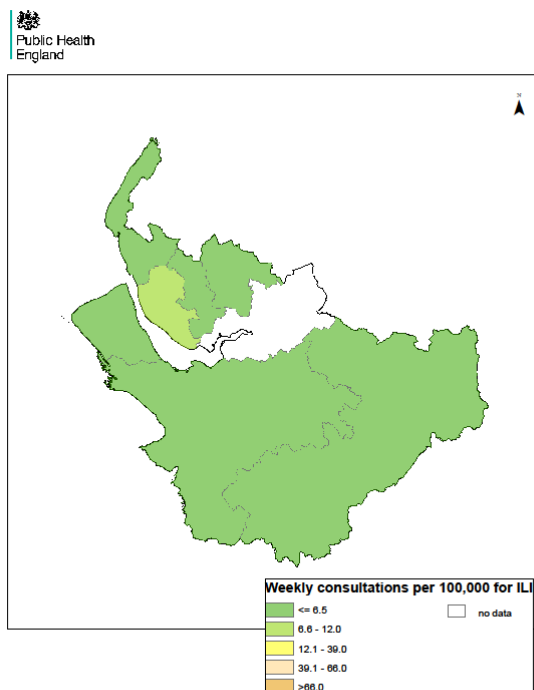 Public Health
England
N
Weekly consultations per 100,000 for ILI
<= 6.5
6.6 - 12.0
12.1 - 39.0
39.1 - 66.0
>66.0
no data